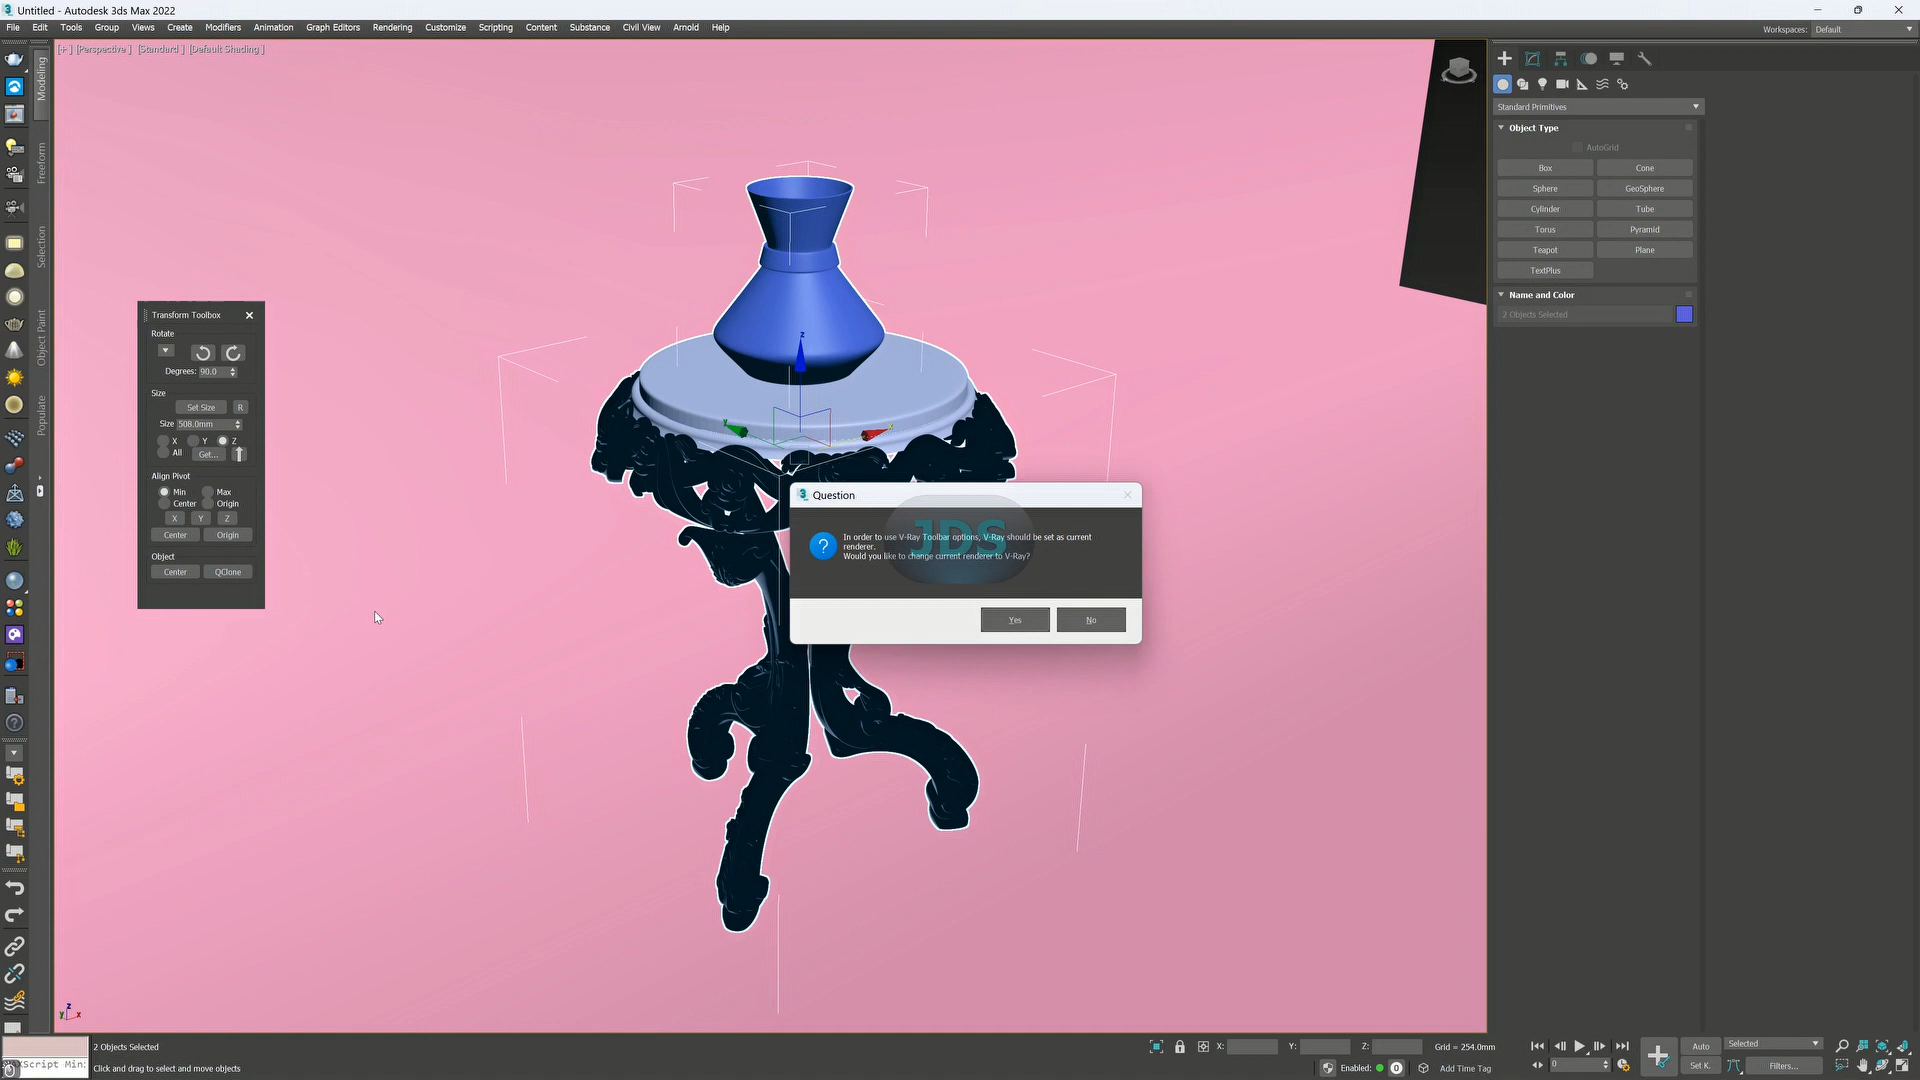 Untitled - Autodesk 3ds Max 2022
File Edit Tools Group Views Create Modifiers Animation Graph Editors Rendering Customize Scripting Content Substance Civil View Arnold Help
Workspaces: Default
[+] [Perspective] [Standard] [Default Shading]
Modeling
Freeform
Selection
Object Paint
Populate
Standard Primitives
Object Type
AutoGrid
Box Cone
Sphere GeoSphere
Cylinder Tube
Torus Pyramid
Teapot Plane
TextPlus
Name and Color
2 Objects Selected
Transform Toolbox
Rotate
Degrees: 90.0
Size
Set Size R
Size 508.0mm
X Y Z
All Get...
Align Pivot
Min Max
Center Origin
X Y Z
Center Origin
Object
Center QClone
z
Question
JDS
In order to use V-Ray Toolbar options, V-Ray should be set as current
renderer.
Would you like to change current renderer to V-Ray?
Yes No
z
y x
2 Objects Selected
Click and drag to select and move objects
X: Y: Z: Grid = 254.0mm
Enabled: 0 Add Time Tag
0
Auto Selected
Set K. Filters...